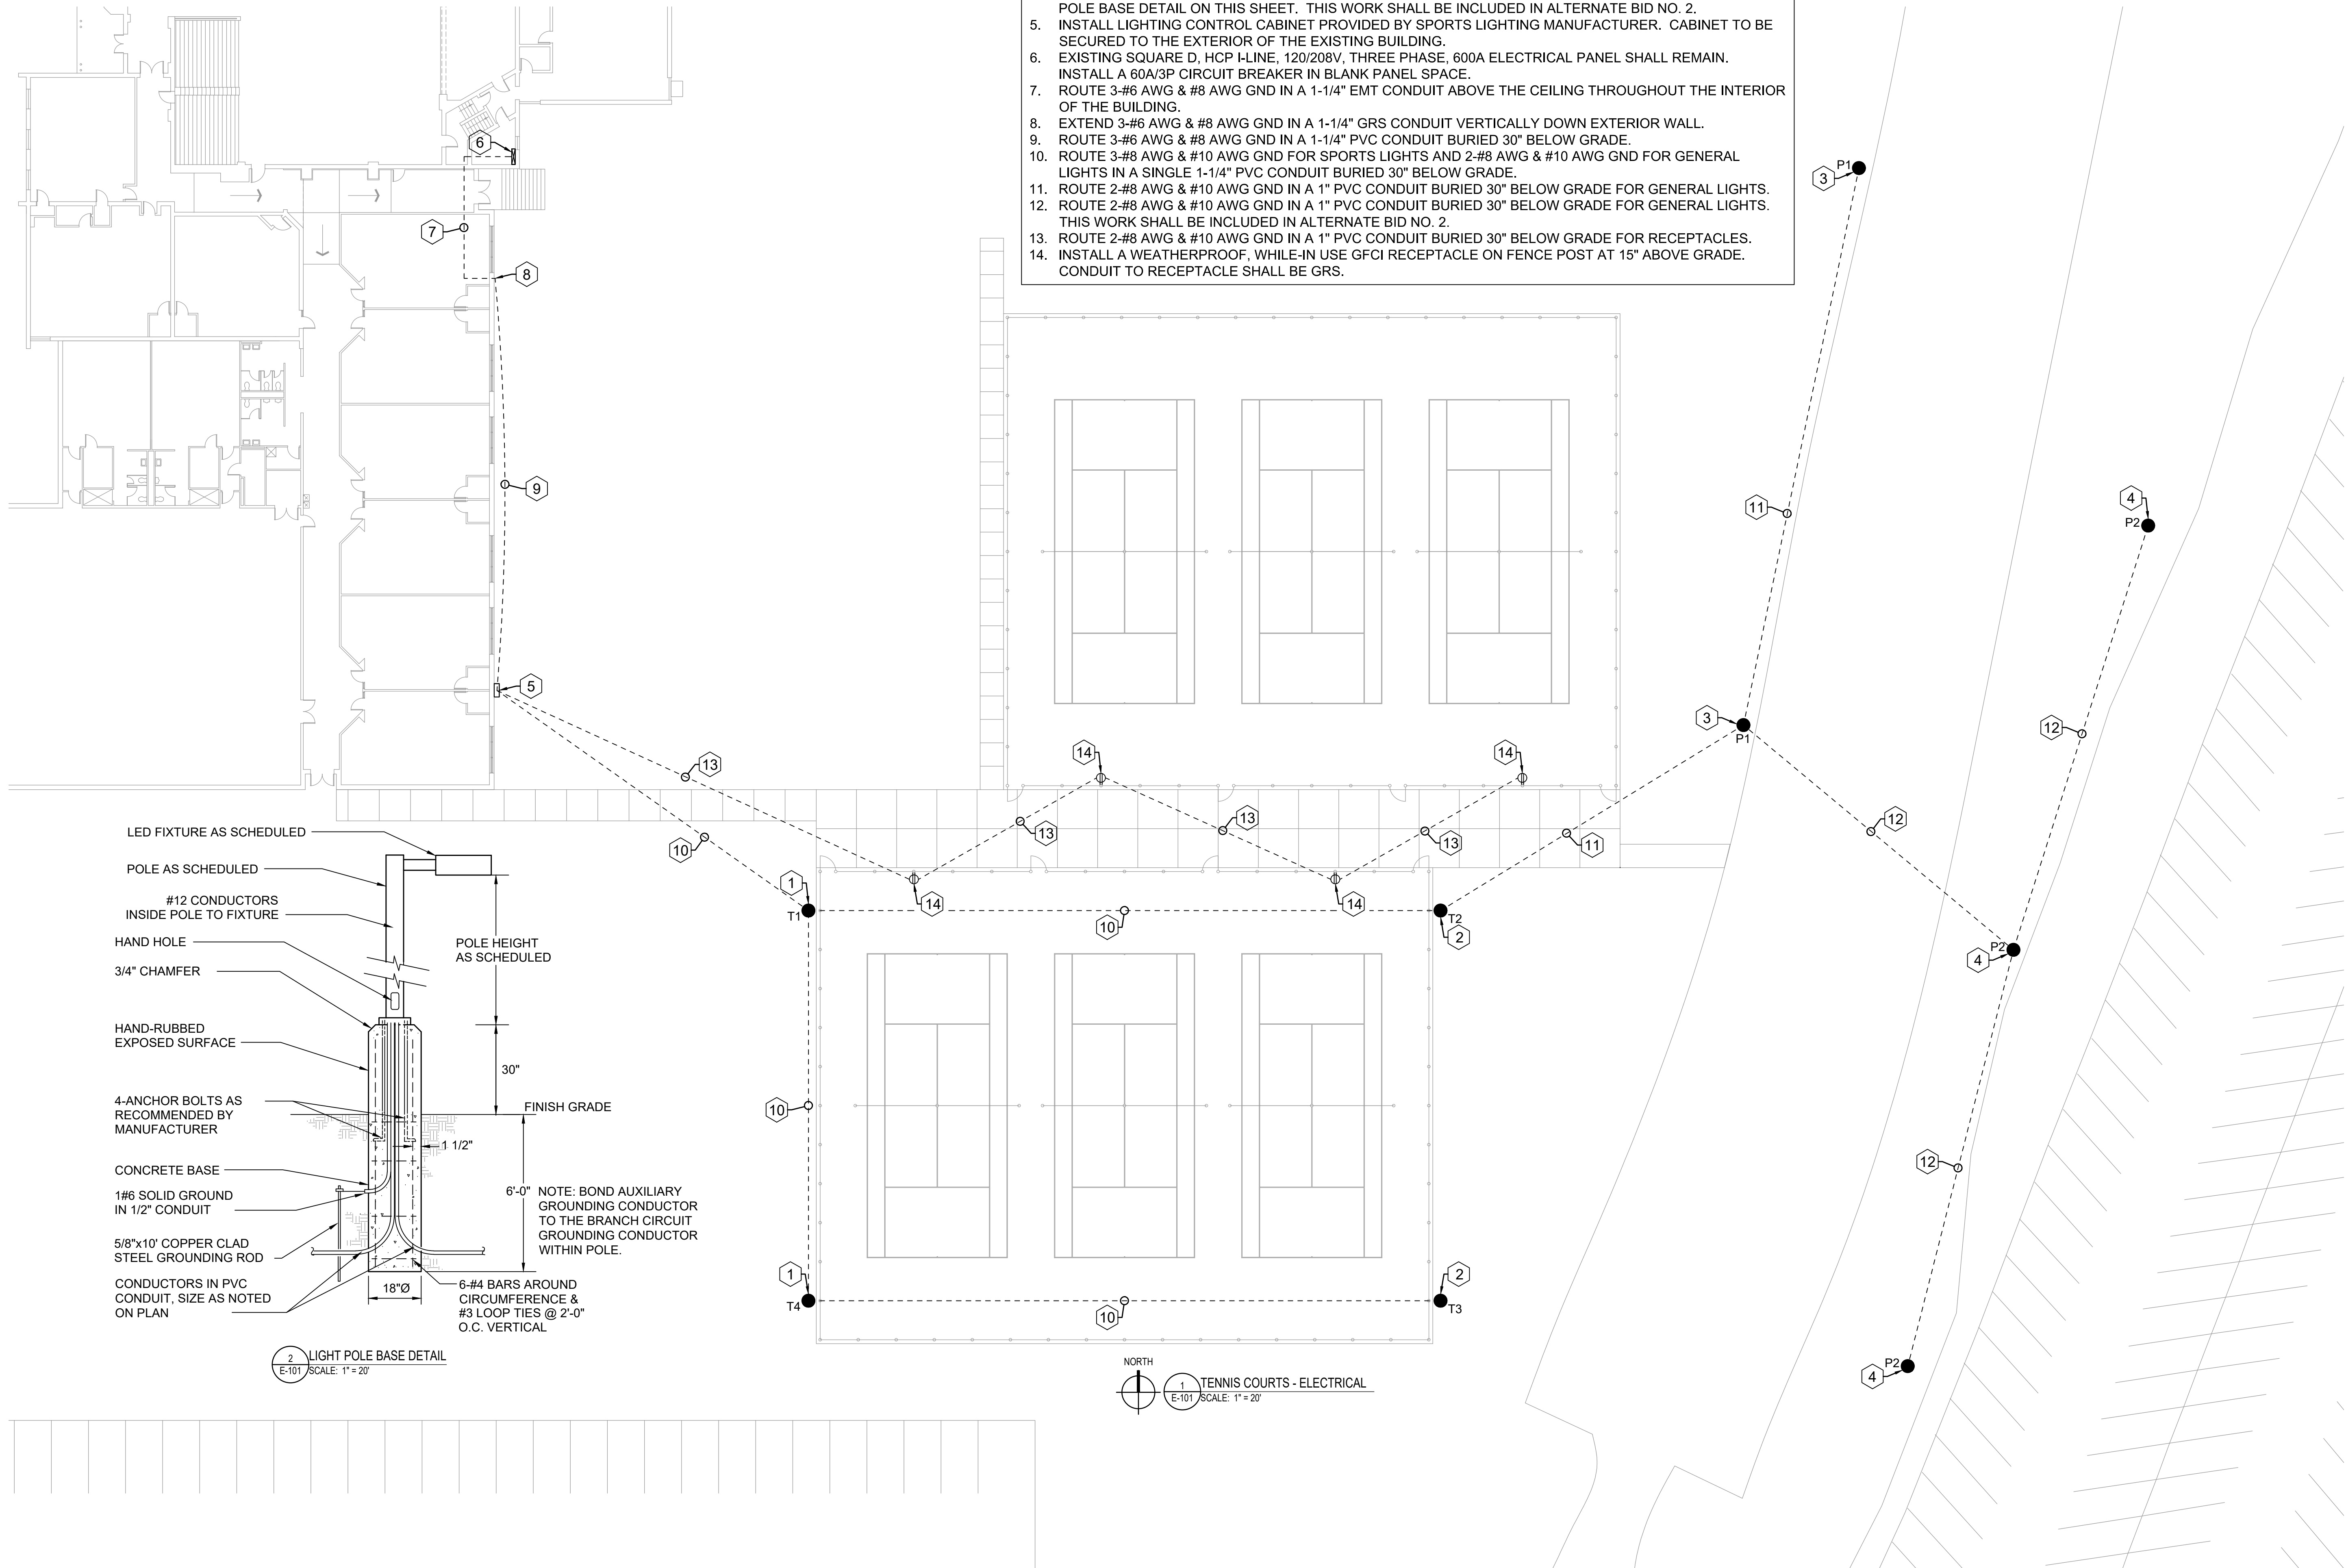 POLE BASE DETAIL ON THIS SHEET. THIS WORK SHALL BE INCLUDED IN ALTERNATE BID NO. 2.
5. INSTALL LIGHTING CONTROL CABINET PROVIDED BY SPORTS LIGHTING MANUFACTURER. CABINET TO BE
SECURED TO THE EXTERIOR OF THE EXISTING BUILDING.
6. EXISTING SQUARE D, HCP I-LINE, 120/208V, THREE PHASE, 600A ELECTRICAL PANEL SHALL REMAIN.
INSTALL A 60A/3P CIRCUIT BREAKER IN BLANK PANEL SPACE.
7. ROUTE 3-#6 AWG & #8 AWG GND IN A 1-1/4" EMT CONDUIT ABOVE THE CEILING THROUGHOUT THE INTERIOR
OF THE BUILDING.
8. EXTEND 3-#6 AWG & #8 AWG GND IN A 1-1/4" GRS CONDUIT VERTICALLY DOWN EXTERIOR WALL.
9. ROUTE 3-#6 AWG & #8 AWG GND IN A 1-1/4" PVC CONDUIT BURIED 30" BELOW GRADE.
10. ROUTE 3-#8 AWG & #10 AWG GND FOR SPORTS LIGHTS AND 2-#8 AWG & #10 AWG GND FOR GENERAL
LIGHTS IN A SINGLE 1-1/4" PVC CONDUIT BURIED 30" BELOW GRADE.
11. ROUTE 2-#8 AWG & #10 AWG GND IN A 1" PVC CONDUIT BURIED 30" BELOW GRADE FOR GENERAL LIGHTS.
12. ROUTE 2-#8 AWG & #10 AWG GND IN A 1" PVC CONDUIT BURIED 30" BELOW GRADE FOR GENERAL LIGHTS.
THIS WORK SHALL BE INCLUDED IN ALTERNATE BID NO. 2.
13. ROUTE 2-#8 AWG & #10 AWG GND IN A 1" PVC CONDUIT BURIED 30" BELOW GRADE FOR RECEPTACLES.
14. INSTALL A WEATHERPROOF, WHILE-IN USE GFCI RECEPTACLE ON FENCE POST AT 15" ABOVE GRADE.
CONDUIT TO RECEPTACLE SHALL BE GRS.
6
7
8
9
5
13
10
3
P1
11
4
P2
12
3
P1
14
14
13
13
13
11
12
1
T1
14
10
14
T2
2
P2
4
10
12
1
T4
10
2
T3
P2
4
LED FIXTURE AS SCHEDULED
POLE AS SCHEDULED
#12 CONDUCTORS
INSIDE POLE TO FIXTURE
HAND HOLE
3/4" CHAMFER
HAND-RUBBED
EXPOSED SURFACE
4-ANCHOR BOLTS AS
RECOMMENDED BY
MANUFACTURER
CONCRETE BASE
1#6 SOLID GROUND
IN 1/2" CONDUIT
5/8"x10' COPPER CLAD
STEEL GROUNDING ROD
CONDUCTORS IN PVC
CONDUIT, SIZE AS NOTED
ON PLAN
POLE HEIGHT
AS SCHEDULED
30"
FINISH GRADE
1 1/2"
6'-0"
NOTE: BOND AUXILIARY
GROUNDING CONDUCTOR
TO THE BRANCH CIRCUIT
GROUNDING CONDUCTOR
WITHIN POLE.
18"Ø
6-#4 BARS AROUND
CIRCUMFERENCE &
#3 LOOP TIES @ 2'-0"
O.C. VERTICAL
2
E-101
LIGHT POLE BASE DETAIL
SCALE: 1" = 20'
NORTH
1
E-101
TENNIS COURTS - ELECTRICAL
SCALE: 1" = 20'